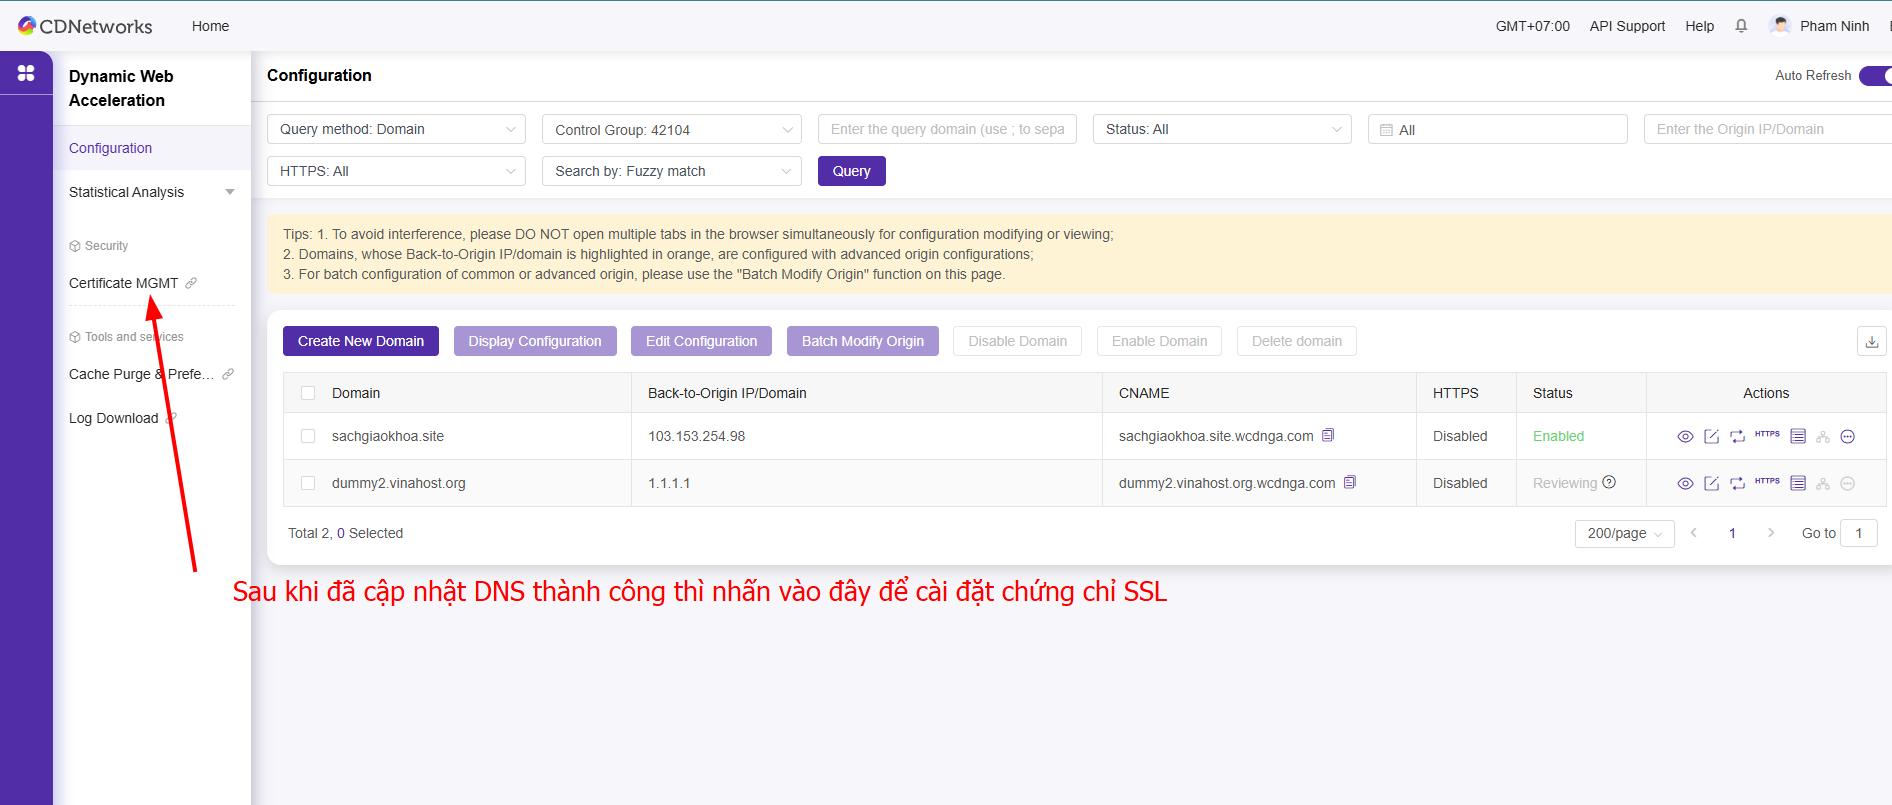 CDNetworks
Home
GMT+07:00
API Support
Help
Pham Ninh
Dynamic Web
Acceleration
Configuration
Statistical Analysis
Security
Certificate MGMT
Tools and services
Cache Purge & Prefe...
Log Download
Configuration
Auto Refresh
Query method: Domain
Control Group: 42104
Enter the query domain (use ; to sepa
Status: All
All
Enter the Origin IP/Domain
HTTPS: All
Search by: Fuzzy match
Query
Tips: 1. To avoid interference, please DO NOT open multiple tabs in the browser simultaneously for configuration modifying or viewing;
2. Domains, whose Back-to-Origin IP/domain is highlighted in orange, are configured with advanced origin configurations;
3. For batch configuration of common or advanced origin, please use the "Batch Modify Origin" function on this page.
Create New Domain
Display Configuration
Edit Configuration
Batch Modify Origin
Disable Domain
Enable Domain
Delete domain
Domain
Back-to-Origin IP/Domain
CNAME
HTTPS
Status
Actions
sachgiaokhoa.site
103.153.254.98
sachgiaokhoa.site.wcdnga.com
Disabled
Enabled
HTTPS
dummy2.vinahost.org
1.1.1.1
dummy2.vinahost.org.wcdnga.com
Disabled
Reviewing
HTTPS
Total 2, 0 Selected
200/page
1
Go to
1
Sau khi đã cập nhật DNS thành công thì nhấn vào đây để cài đặt chứng chỉ SSL